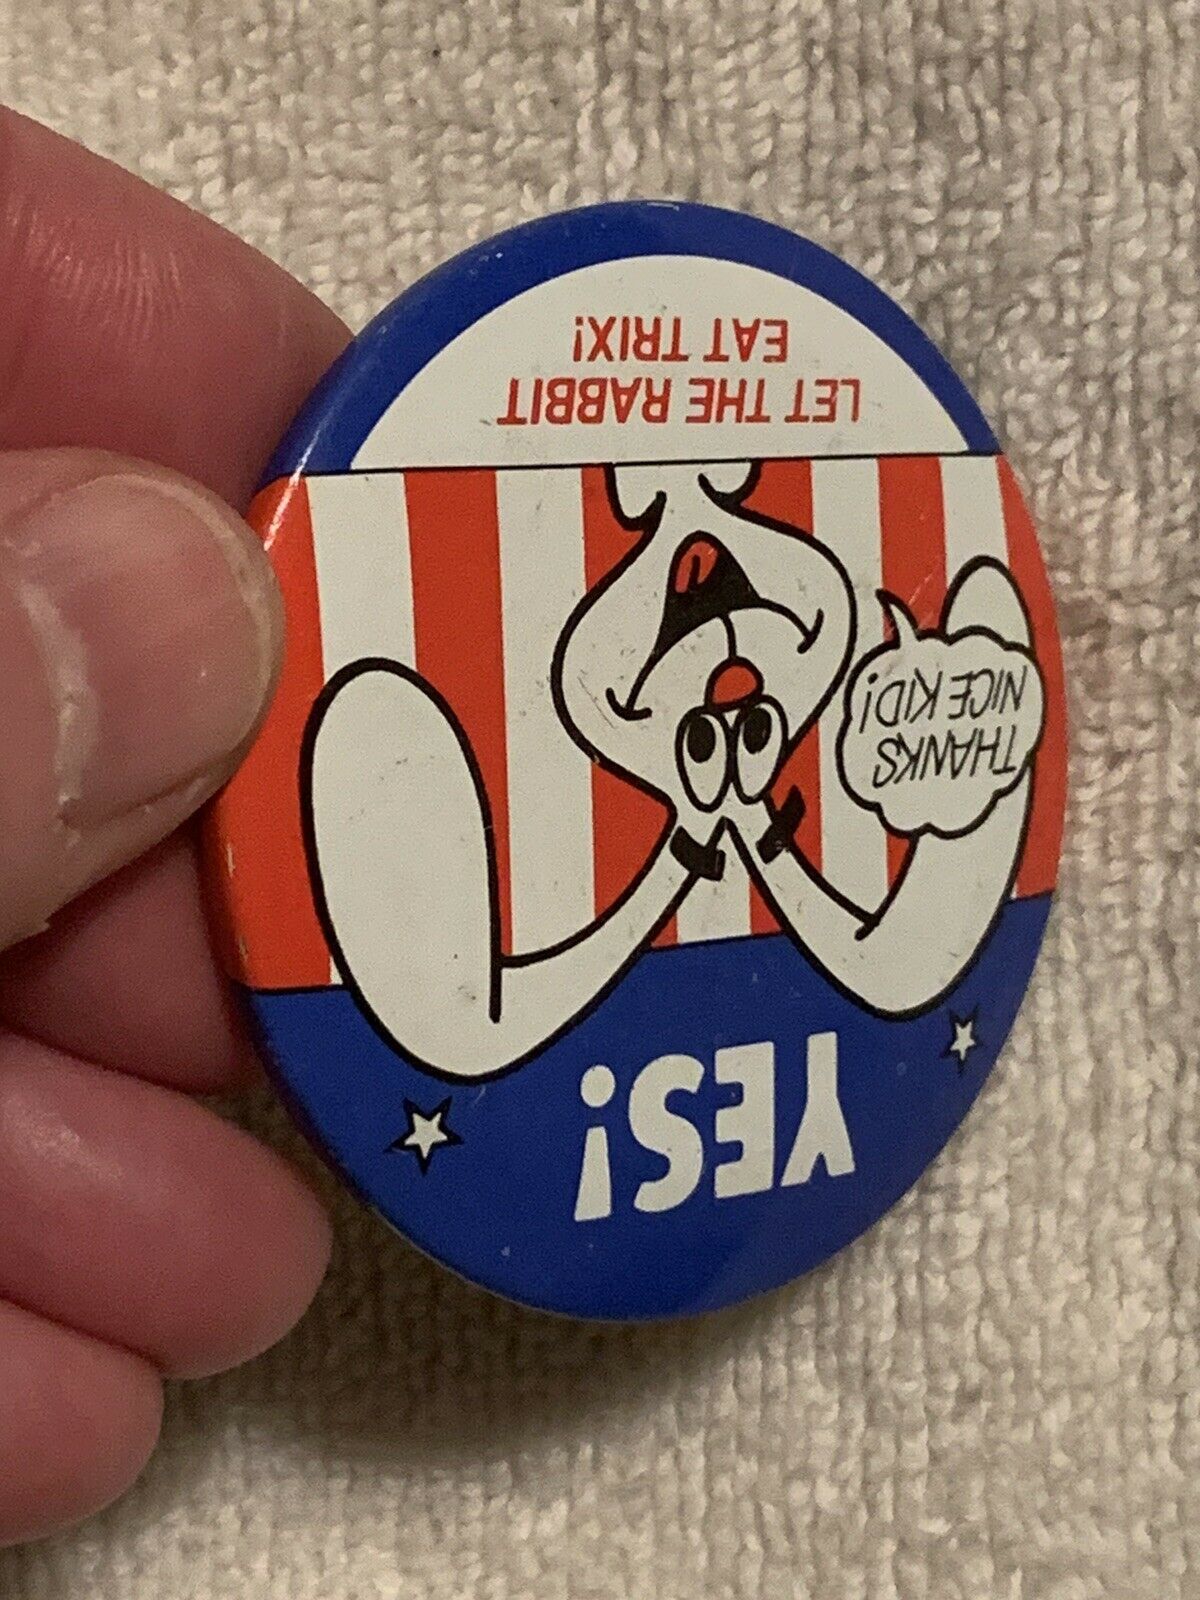 YES!
THANKS
NICE KID!
LET THE RABBIT
EAT TRIX!